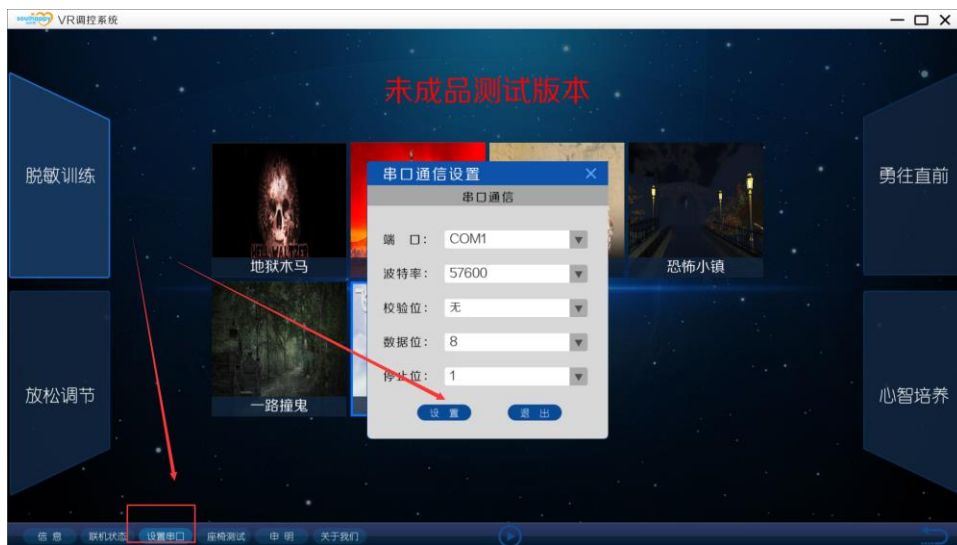 VR调控系统
未成品测试版本
脱敏训练
勇往直前
放松调节
心智培养
HELL WALTZER
地狱木马
恐怖小镇
一路撞鬼
串口通信设置
串口通信
端 口: COM1
波特率: 57600
校验位: 无
数据位: 8
停止位: 1
设 置
退 出
信 息
联机状态
设置串口
座椅测试
申 明
关于我们